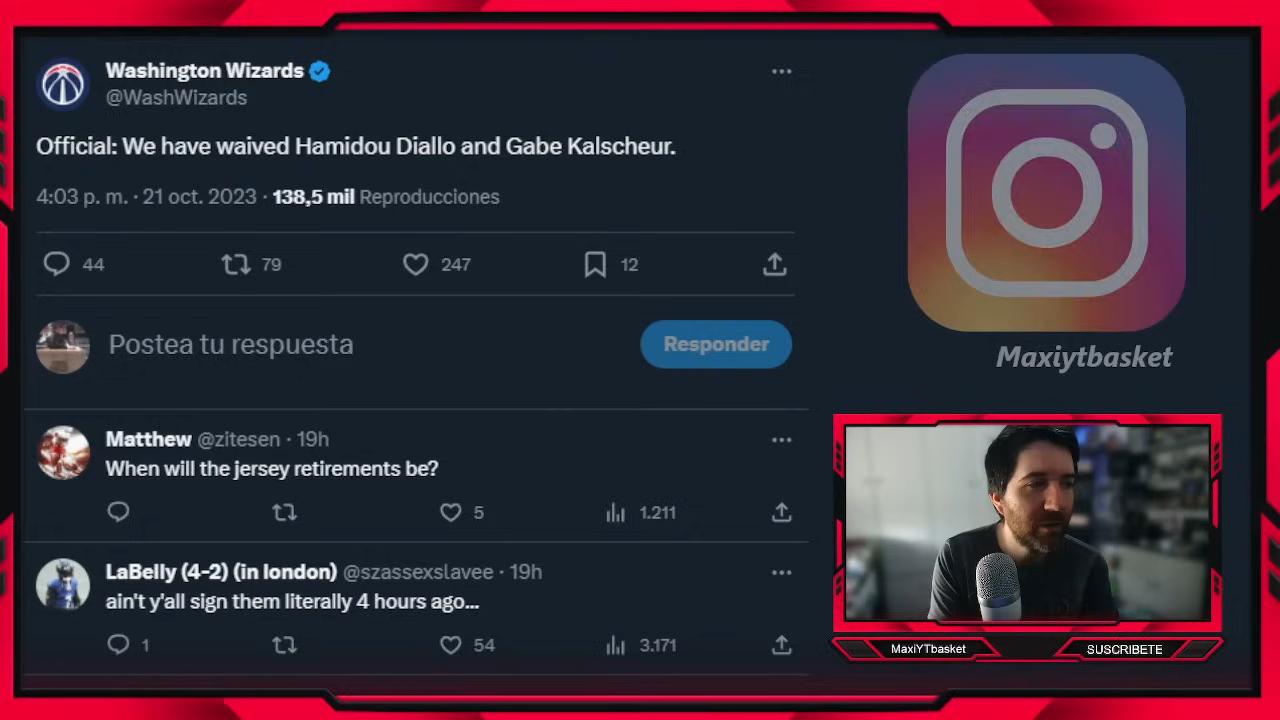 Washington Wizards
@WashWizards
Official: We have waived Hamidou Diallo and Gabe Kalscheur.
4:03 p. m. · 21 oct. 2023 · 138,5 mil Reproducciones
44 79 247 12
Postea tu respuesta
Responder
Matthew @zitesen · 19h
When will the jersey retirements be?
5 1.211
LaBelly (4-2) (in london) @szassexslavee · 19h
ain't y'all sign them literally 4 hours ago...
1 54 3.171
Maxiytbasket
MaxiYTbasket
SUSCRIBETE